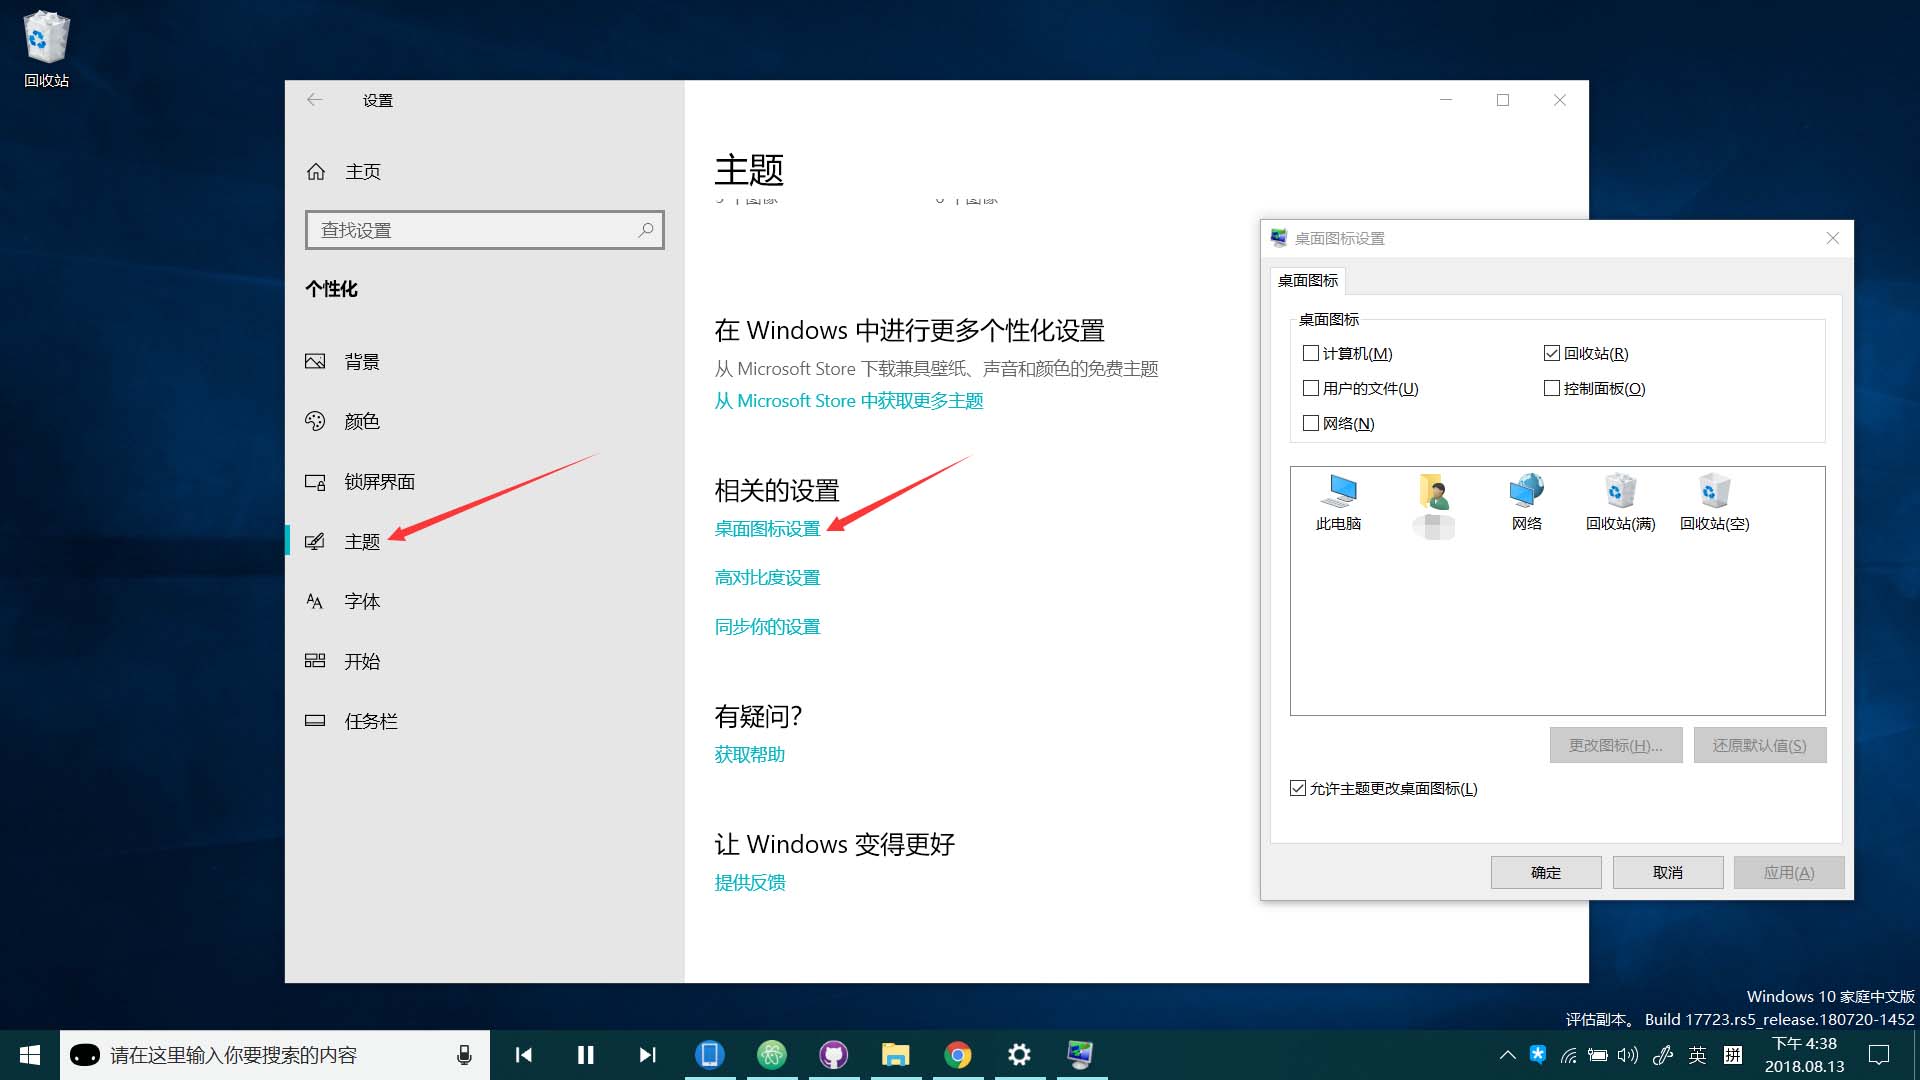 回收站
设置
主页
查找设置
个性化
背景
颜色
锁屏界面
主题
字体
开始
任务栏
主题
在 Windows 中进行更多个性化设置
从 Microsoft Store 下载兼具壁纸、声音和颜色的免费主题
从 Microsoft Store 中获取更多主题
相关的设置
桌面图标设置
高对比度设置
同步你的设置
有疑问?
获取帮助
让 Windows 变得更好
提供反馈
桌面图标设置
桌面图标
桌面图标
计算机(M)
回收站(R)
用户的文件(U)
控制面板(O)
网络(N)
此电脑
网络
回收站(满)
回收站(空)
更改图标(H)...
还原默认值(S)
允许主题更改桌面图标(L)
确定
取消
应用(A)
Windows 10 家庭中文版
评估副本。 Build 17723.rs5_release.180720-1452
请在这里输入你要搜索的内容
英
拼
下午 4:38
2018.08.13